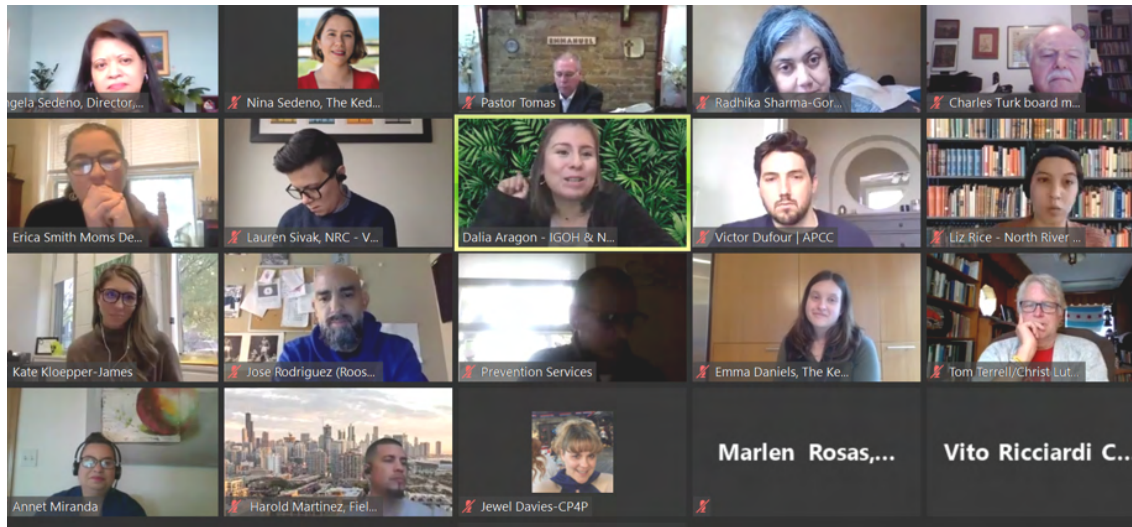 ngela Sedeno, Director,...
Nina Sedeno, The Ked...
EMMANUEL
Pastor Tomas
Radhika Sharma-Gor...
Charles Turk board m...
Erica Smith Moms De...
Lauren Sivak, NRC - V...
Dalia Aragon - IGOH & N...
Victor Dufour | APCC
Liz Rice - North River ...
Kate Kloepper-James
Jose Rodriguez (Roos...
Prevention Services
Emma Daniels, The Ke...
Tom Terrell/Christ Lut...
Annet Miranda
Harold Martinez, Fiel...
Jewel Davies-CP4P
Marlen Rosas,...
Vito Ricciardi C...